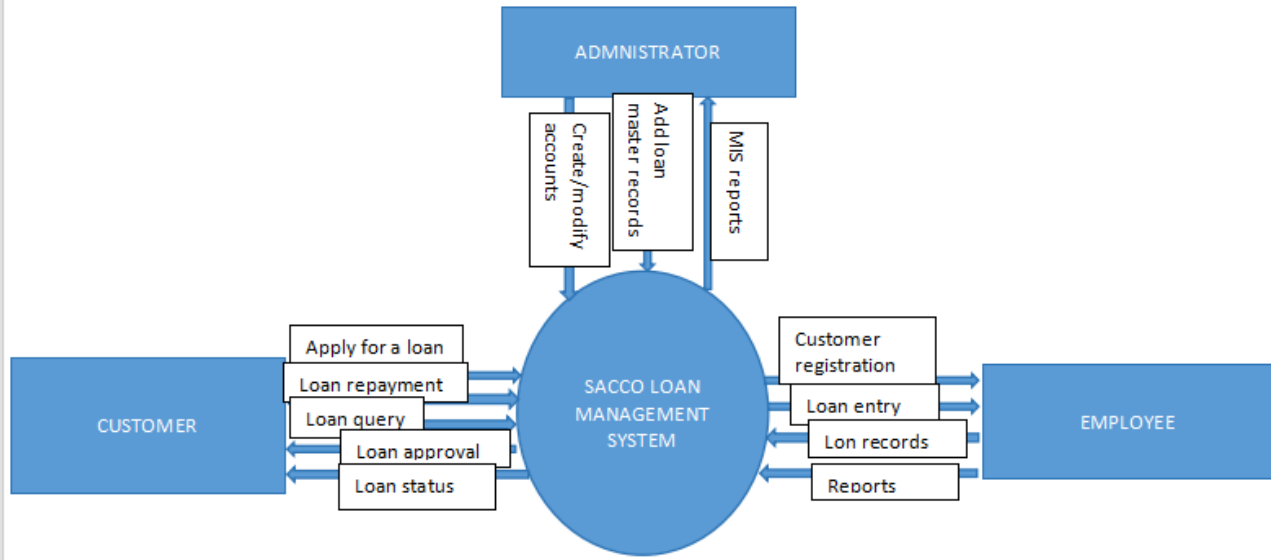 ADMNISTRATOR
Create/modify
accounts
Add loan
master records
MIS reports
Apply for a loan
Loan repayment
Loan query
Loan approval
Loan status
CUSTOMER
SACCO LOAN
MANAGEMENT
SYSTEM
Customer
registration
Loan entry
Lon records
Reports
EMPLOYEE